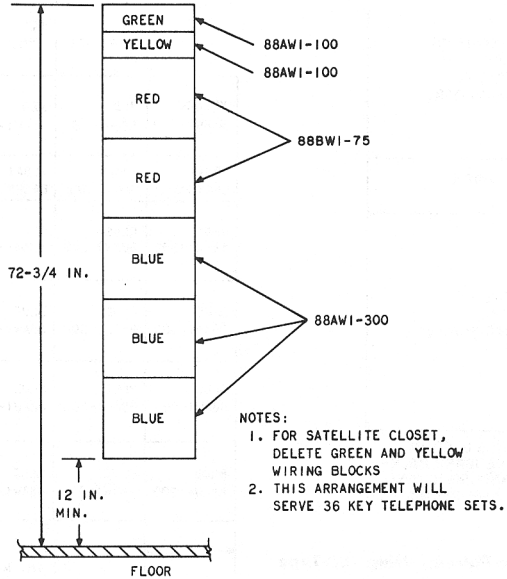 GREEN
88AW1-100
YELLOW
88AW1-100
RED
88BW1-75
RED
72-3/4 IN.
BLUE
88AW1-300
BLUE
BLUE
NOTES:
1. FOR SATELLITE CLOSET,
DELETE GREEN AND YELLOW
WIRING BLOCKS
2. THIS ARRANGEMENT WILL
SERVE 36 KEY TELEPHONE SETS.
12 IN.
MIN.
FLOOR